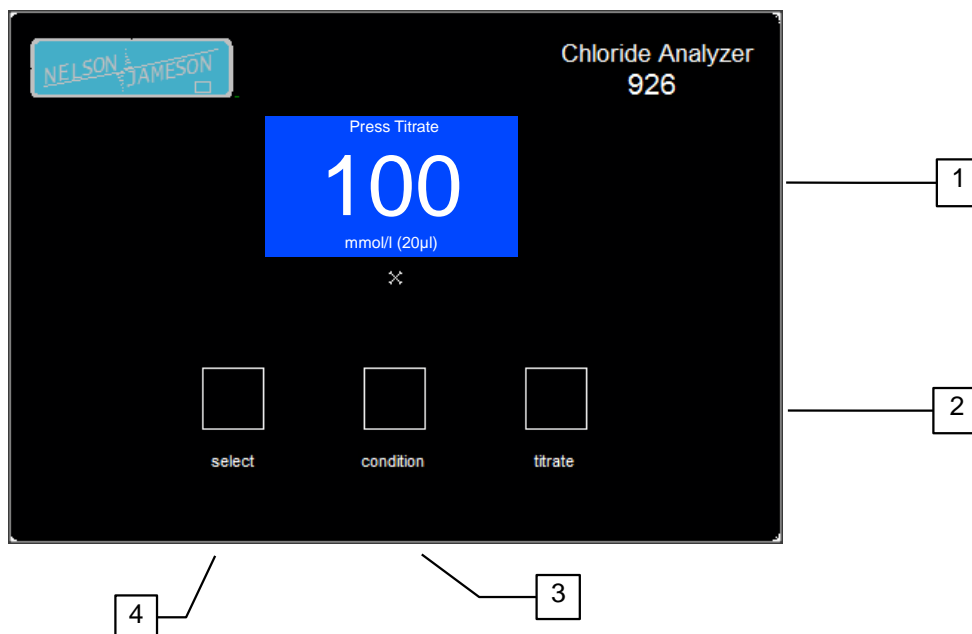 NELSON JAMESON
Chloride Analyzer
926
Press Titrate
100
mmol/l (20µl)
select
condition
titrate
1
2
3
4